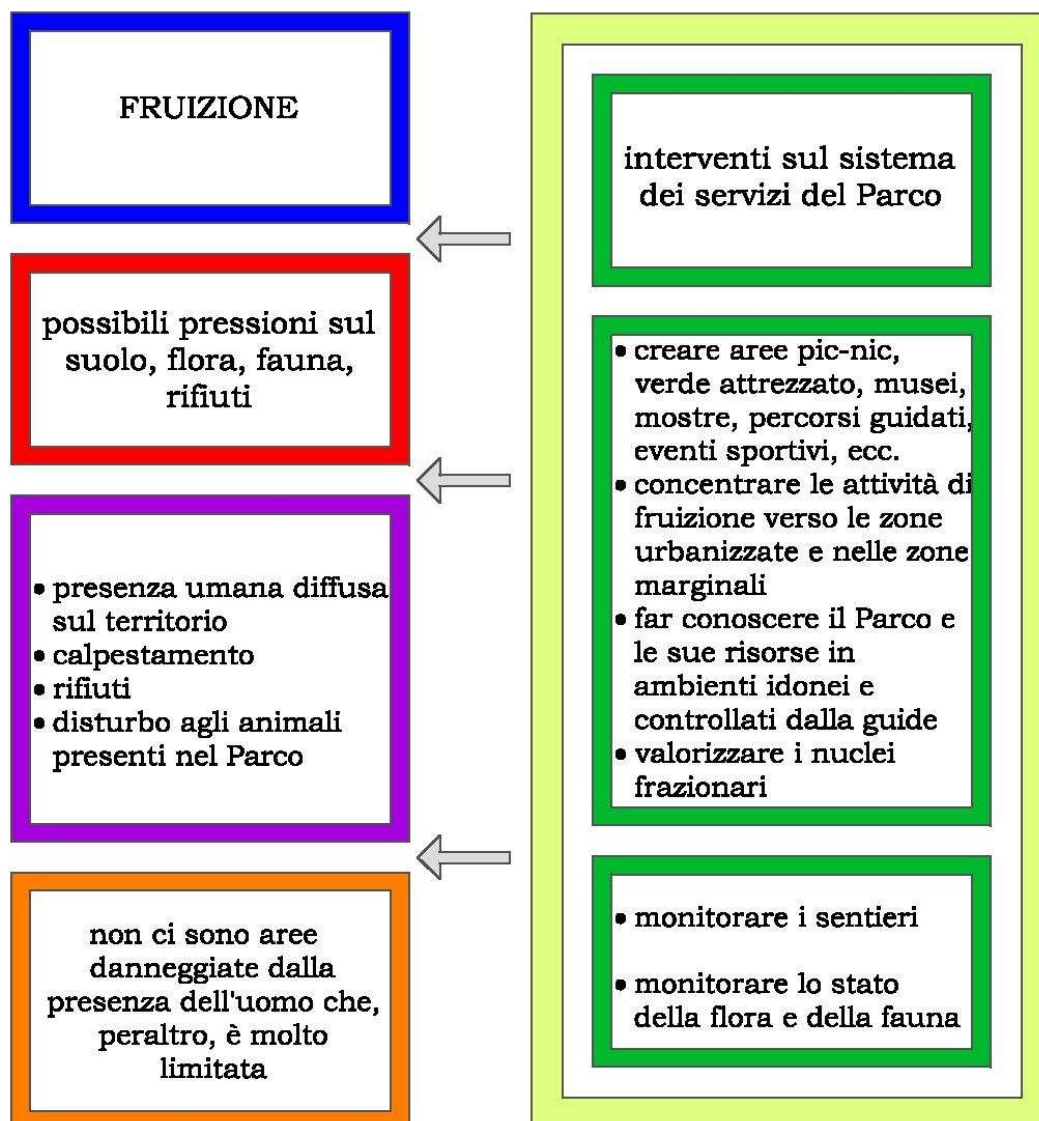 FRUIZIONE
possibili pressioni sul
suolo, flora, fauna,
rifiuti
• presenza umana diffusa
sul territorio
• calpestamento
• rifiuti
• disturbo agli animali
presenti nel Parco
non ci sono aree
danneggiate dalla
presenza dell'uomo che,
peraltro, è molto
limitata
interventi sul sistema
dei servizi del Parco
• creare aree pic-nic,
verde attrezzato, musei,
mostre, percorsi guidati,
eventi sportivi, ecc.
• concentrare le attività di
fruizione verso le zone
urbanizzate e nelle zone
marginali
• far conoscere il Parco e
le sue risorse in
ambienti idonei e
controllati dalla guide
• valorizzare i nuclei
frazionari
• monitorare i sentieri
• monitorare lo stato
della flora e della fauna